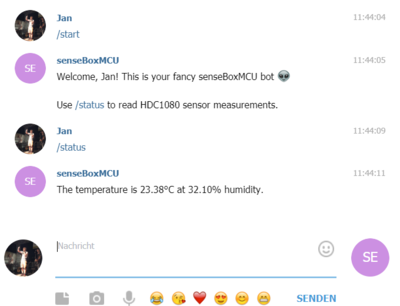 Jan 11:44:04
/start
SE senseBoxMCU 11:44:05
Welcome, Jan! This is your fancy senseBoxMCU bot 👽
Use /status to read HDC1080 sensor measurements.
Jan 11:44:09
/status
SE senseBoxMCU 11:44:11
The temperature is 23.38°C at 32.10% humidity.
Nachricht
SE
SENDEN